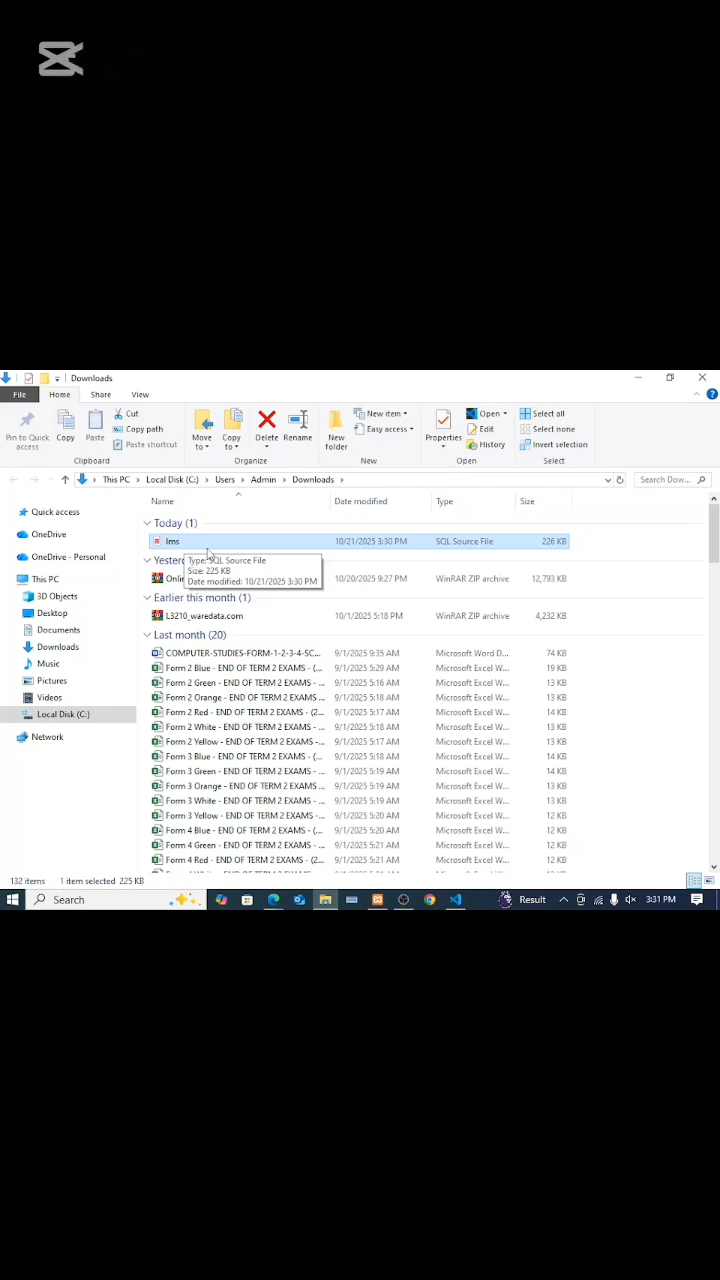 Downloads
File Home Share View
Pin to Quick access
Copy
Paste
Cut
Copy path
Paste shortcut
Clipboard
Move to
Copy to
Delete
Rename
Organize
New folder
New item
Easy access
New
Properties
Open
Edit
History
Open
Select all
Select none
Invert selection
Select
This PC > Local Disk (C:) > Users > Admin > Downloads >
Search Dow...
Name Date modified Type Size
Quick access
OneDrive
OneDrive - Personal
This PC
3D Objects
Desktop
Documents
Downloads
Music
Pictures
Videos
Local Disk (C:)
Network
Today (1)
lms 10/21/2025 3:30 PM SQL Source File 226 KB
Type: SQL Source File
Size: 225 KB
Date modified: 10/21/2025 3:30 PM
Yester
Onlin 10/20/2025 9:27 PM WinRAR ZIP archive 12,793 KB
Earlier this month (1)
L3210_waredata.com 10/1/2025 5:18 PM WinRAR ZIP archive 4,232 KB
Last month (20)
COMPUTER-STUDIES-FORM-1-2-3-4-SC... 9/1/2025 9:35 AM Microsoft Word D... 74 KB
Form 2 Blue - END OF TERM 2 EXAMS - (... 9/1/2025 5:29 AM Microsoft Excel W... 19 KB
Form 2 Green - END OF TERM 2 EXAMS - ... 9/1/2025 5:16 AM Microsoft Excel W... 13 KB
Form 2 Orange - END OF TERM 2 EXAMS ... 9/1/2025 5:18 AM Microsoft Excel W... 13 KB
Form 2 Red - END OF TERM 2 EXAMS - (2... 9/1/2025 5:17 AM Microsoft Excel W... 14 KB
Form 2 White - END OF TERM 2 EXAMS - ... 9/1/2025 5:18 AM Microsoft Excel W... 13 KB
Form 2 Yellow - END OF TERM 2 EXAMS -... 9/1/2025 5:17 AM Microsoft Excel W... 13 KB
Form 3 Blue - END OF TERM 2 EXAMS - (... 9/1/2025 5:18 AM Microsoft Excel W... 14 KB
Form 3 Green - END OF TERM 2 EXAMS - ... 9/1/2025 5:19 AM Microsoft Excel W... 14 KB
Form 3 Orange - END OF TERM 2 EXAMS ... 9/1/2025 5:19 AM Microsoft Excel W... 13 KB
Form 3 White - END OF TERM 2 EXAMS - ... 9/1/2025 5:19 AM Microsoft Excel W... 13 KB
Form 3 Yellow - END OF TERM 2 EXAMS -... 9/1/2025 5:20 AM Microsoft Excel W... 12 KB
Form 4 Blue - END OF TERM 2 EXAMS - (... 9/1/2025 5:20 AM Microsoft Excel W... 12 KB
Form 4 Green - END OF TERM 2 EXAMS - ... 9/1/2025 5:21 AM Microsoft Excel W... 12 KB
Form 4 Red - END OF TERM 2 EXAMS - (2... 9/1/2025 5:21 AM Microsoft Excel W... 12 KB
132 items 1 item selected 225 KB
Search
Result
3:31 PM